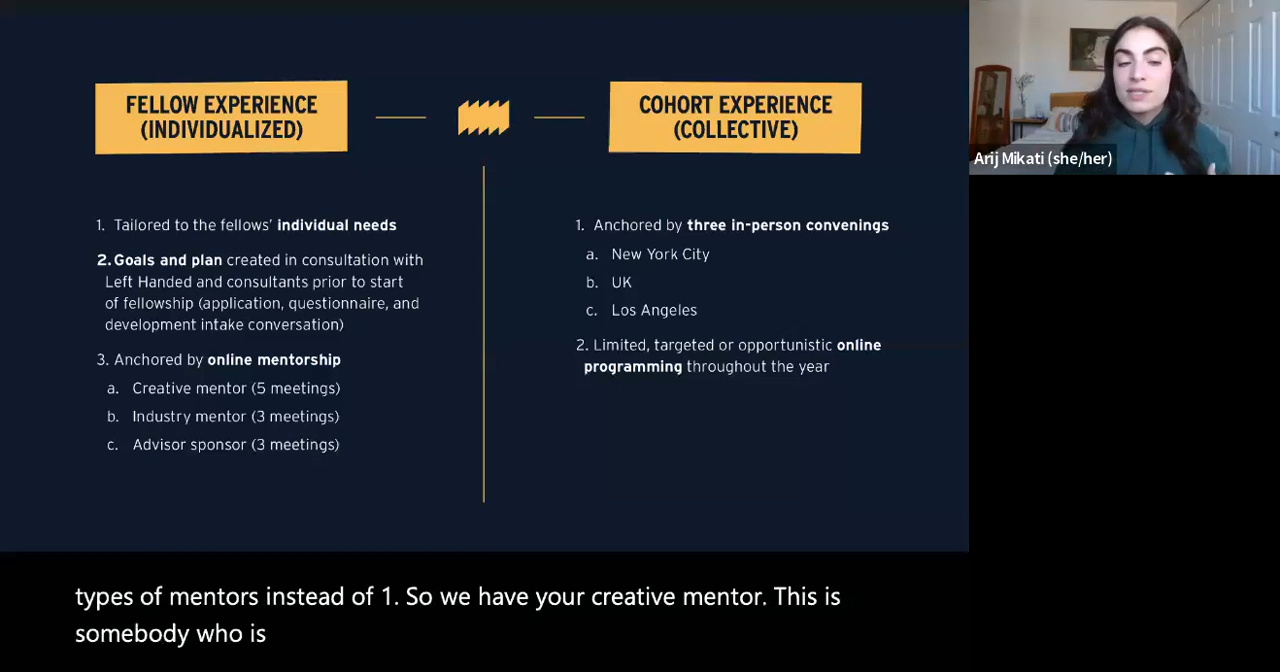 FELLOW EXPERIENCE
(INDIVIDUALIZED)
COHORT EXPERIENCE
(COLLECTIVE)
1. Tailored to the fellows' individual needs
2. Goals and plan created in consultation with
Left Handed and consultants prior to start
of fellowship (application, questionnaire, and
development intake conversation)
3. Anchored by online mentorship
a. Creative mentor (5 meetings)
b. Industry mentor (3 meetings)
c. Advisor sponsor (3 meetings)
1. Anchored by three in-person convenings
a. New York City
b. UK
c. Los Angeles
2. Limited, targeted or opportunistic online
programming throughout the year
Arij Mikati (she/her)
types of mentors instead of 1. So we have your creative mentor. This is
somebody who is